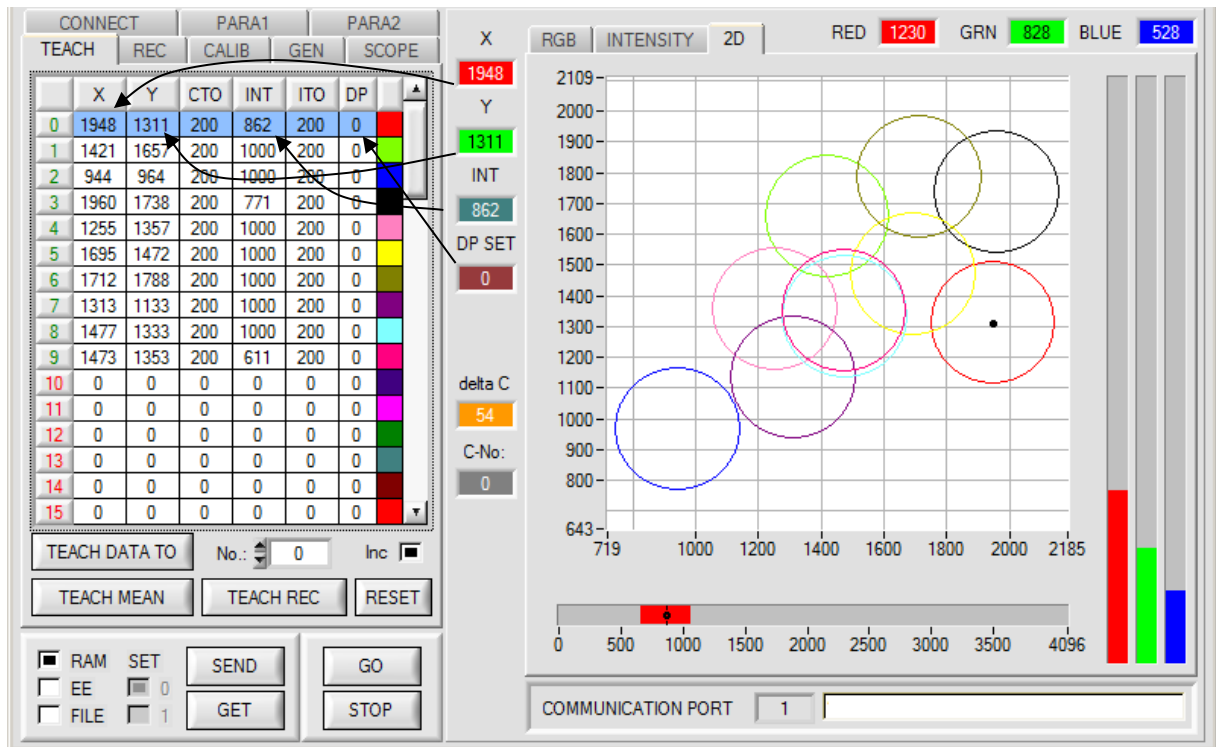 CONNECT PARA1 PARA2
TEACH REC CALIB GEN SCOPE
X Y CTO INT ITO DP
0 1948 1311 200 862 200 0
1 1421 1657 200 1000 200 0
2 944 964 200 1000 200 0
3 1960 1738 200 771 200 0
4 1255 1357 200 1000 200 0
5 1695 1472 200 1000 200 0
6 1712 1788 200 1000 200 0
7 1313 1133 200 1000 200 0
8 1477 1333 200 1000 200 0
9 1473 1353 200 611 200 0
10 0 0 0 0 0 0
11 0 0 0 0 0 0
12 0 0 0 0 0 0
13 0 0 0 0 0 0
14 0 0 0 0 0 0
15 0 0 0 0 0 0
TEACH DATA TO No.: 0 Inc
TEACH MEAN TEACH REC RESET
RAM SET SEND GO
EE 0
FILE 1 GET STOP
X
1948
Y
1311
INT
862
DP SET
0
delta C
54
C-No:
0
RGB INTENSITY 2D RED 1230 GRN 828 BLUE 528
2109
2000
1900
1800
1700
1600
1500
1400
1300
1200
1100
1000
900
800
643
719 1000 1200 1400 1600 1800 2000 2185
0 500 1000 1500 2000 2500 3000 3500 4096
COMMUNICATION PORT 1